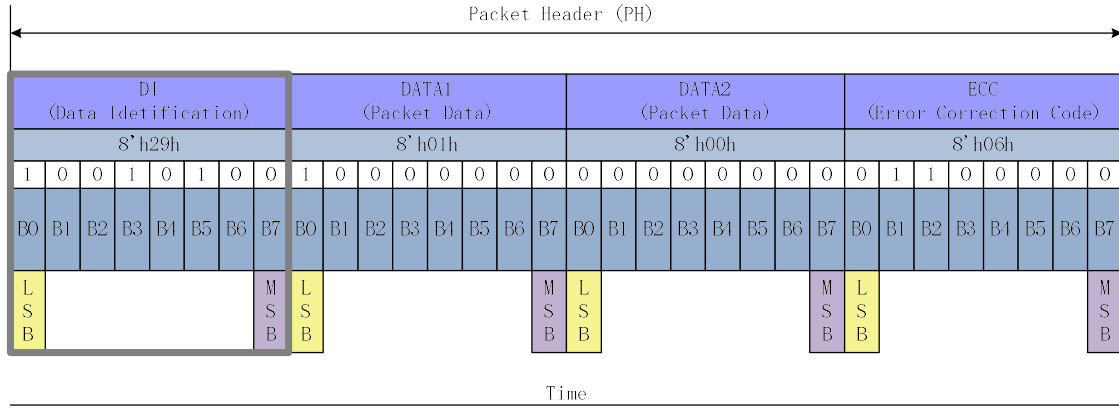 Packet Header (PH)
DI DATA1 DATA2 ECC
(Data Idetification) (Packet Data) (Packet Data) (Error Correction Code)
8'h29h 8'h01h 8'h00h 8'h06h
1 0 0 1 0 1 0 0 1 0 0 0 0 0 0 0 0 0 0 0 0 0 0 0 0 1 1 0 0 0 0 0
B0 B1 B2 B3 B4 B5 B6 B7 B0 B1 B2 B3 B4 B5 B6 B7 B0 B1 B2 B3 B4 B5 B6 B7 B0 B1 B2 B3 B4 B5 B6 B7
LSB MSB LSB MSB LSB MSB LSB MSB
Time